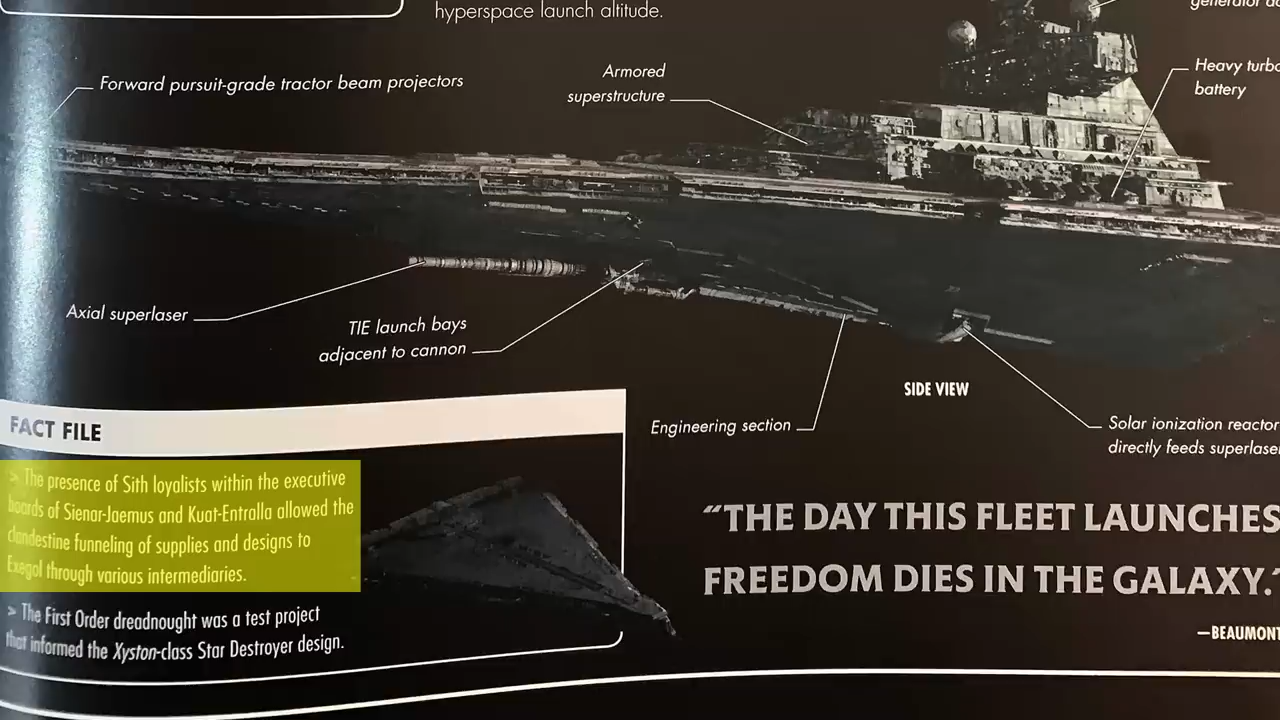 hyperspace launch altitude.
Forward pursuit-grade tractor beam projectors
Armored
superstructure
Heavy
battery
Axial superlaser
TIE launch bays
adjacent to cannon
SIDE VIEW
Engineering section
Solar ionization reactor
directly feeds
FACT FILE
> The presence of Sith loyalists within the executive
boards of Sienar-Jaemus and Kuat-Entralla allowed the
clandestine funneling of supplies and designs to
Exegol through various intermediaries.
> The First Order dreadnought was a test project
that informed the Xyston-class Star Destroyer design.
“THE DAY THIS FLEET LAUNCHES
FREEDOM DIES IN THE GALAXY.”
—BEAUMONT